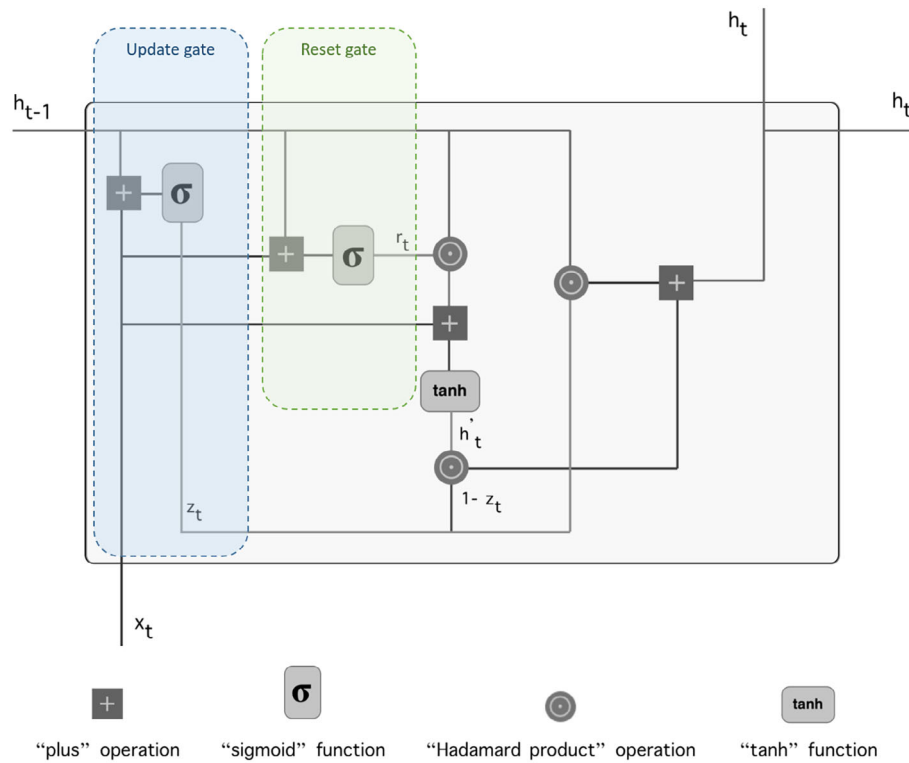 h_t
Update gate
Reset gate
h_{t-1}
h_t
+
σ
+
σ
r_t
+
+
tanh
h'_t
1- z_t
z_t
x_t
+
σ
tanh
“plus” operation
“sigmoid” function
“Hadamard product” operation
“tanh” function